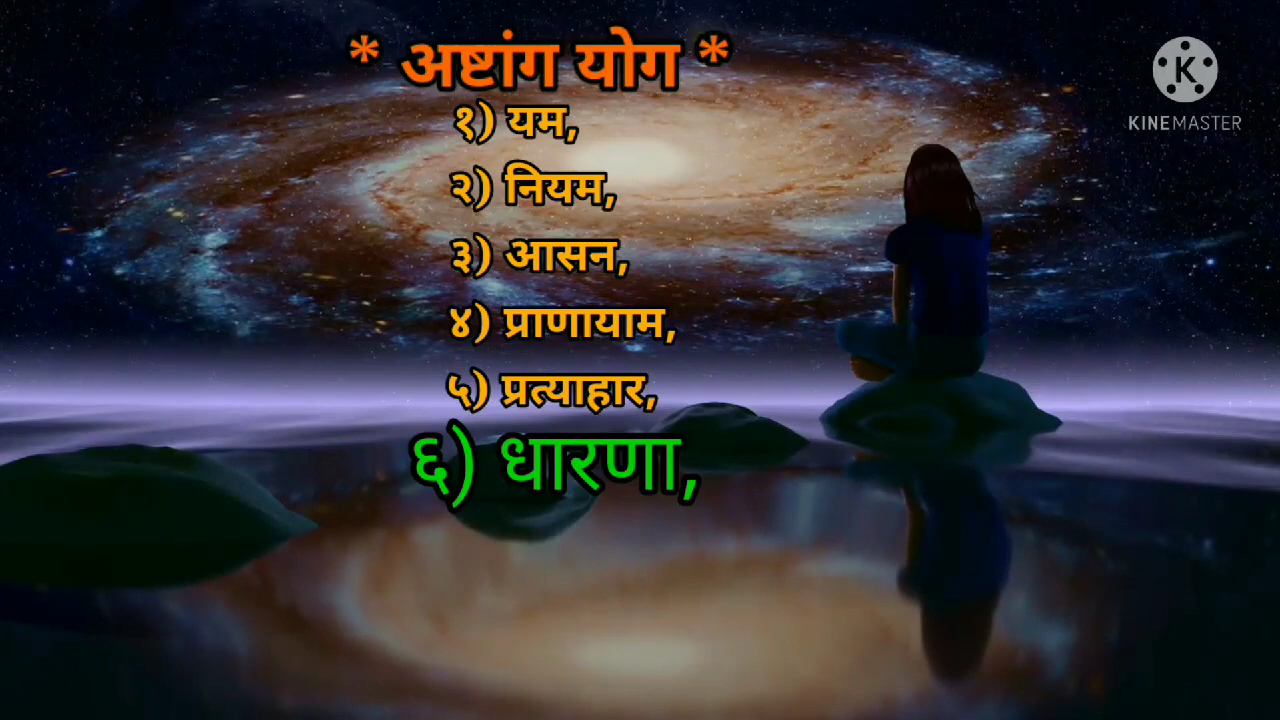 * अष्टांग योग *
१) यम,
२) नियम,
३) आसन,
४) प्राणायाम,
५) प्रत्याहार,
६) धारणा,
K
KINEMASTER